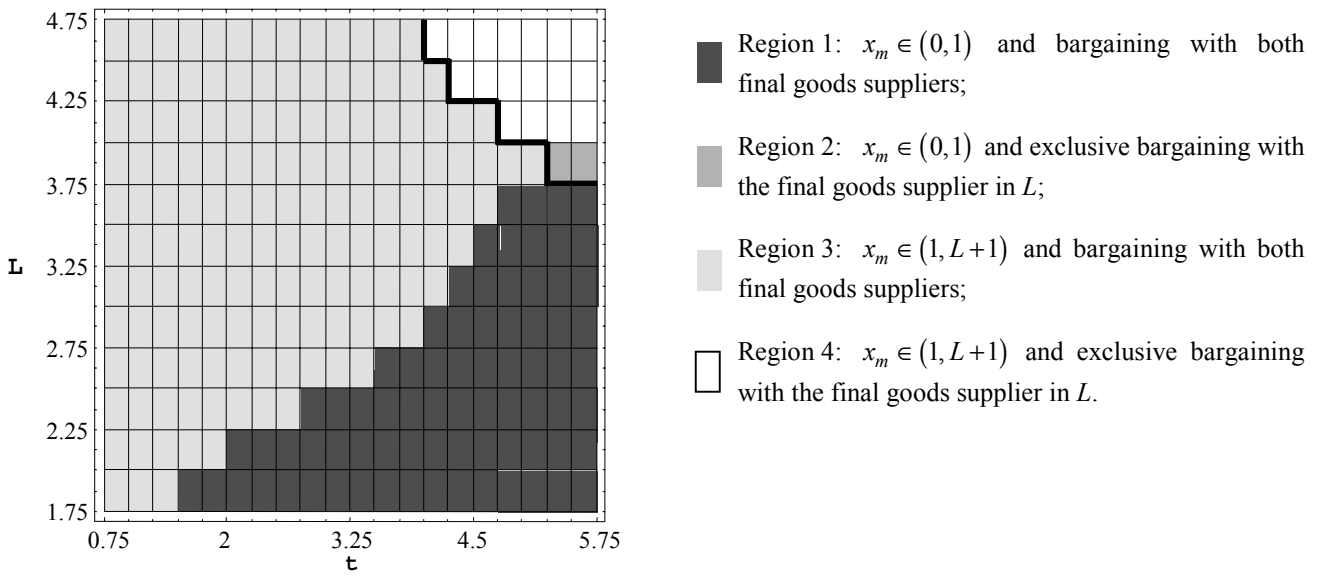 4.75
4.25
3.75
3.25
2.75
2.25
1.75
L
0.75 2 3.25 4.5 5.75
t
Region 1: x_m ∈ (0,1) and bargaining with both
final goods suppliers;
Region 2: x_m ∈ (0,1) and exclusive bargaining with
the final goods supplier in L;
Region 3: x_m ∈ (1, L+1) and bargaining with both
final goods suppliers;
Region 4: x_m ∈ (1, L+1) and exclusive bargaining
with the final goods supplier in L.